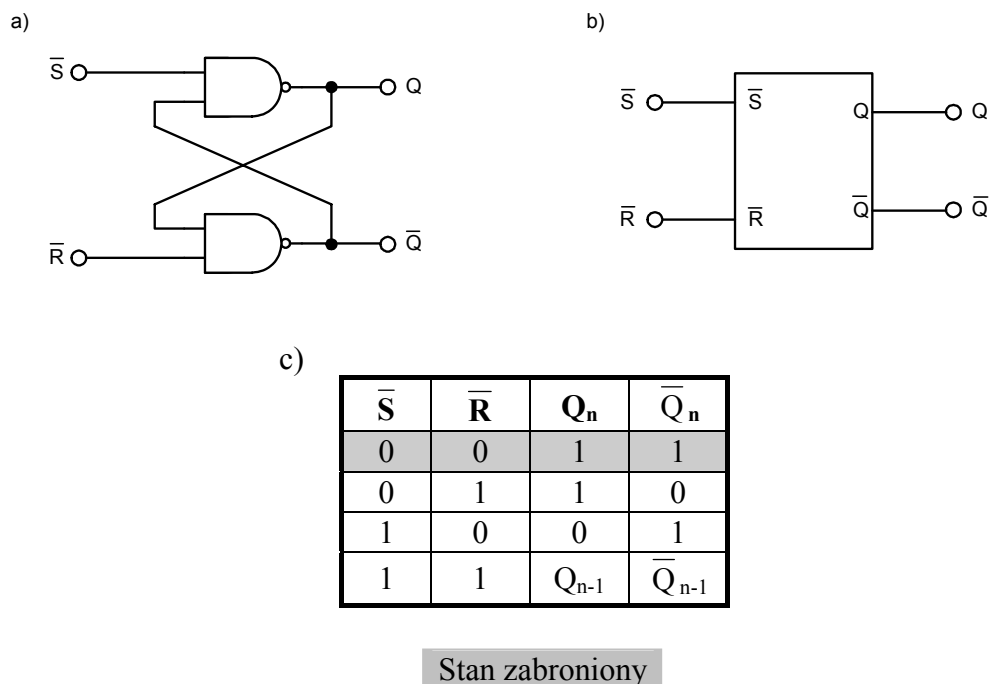 a)
b)
S̅ Q
R̅ Q̅
S̅ S̅ Q Q
R̅ R̅ Q̅ Q̅
c)
S̅ R̅ Qₙ Q̅ₙ
0 0 1 1
0 1 1 0
1 0 0 1
1 1 Qₙ₋₁ Q̅ₙ₋₁
Stan zabroniony